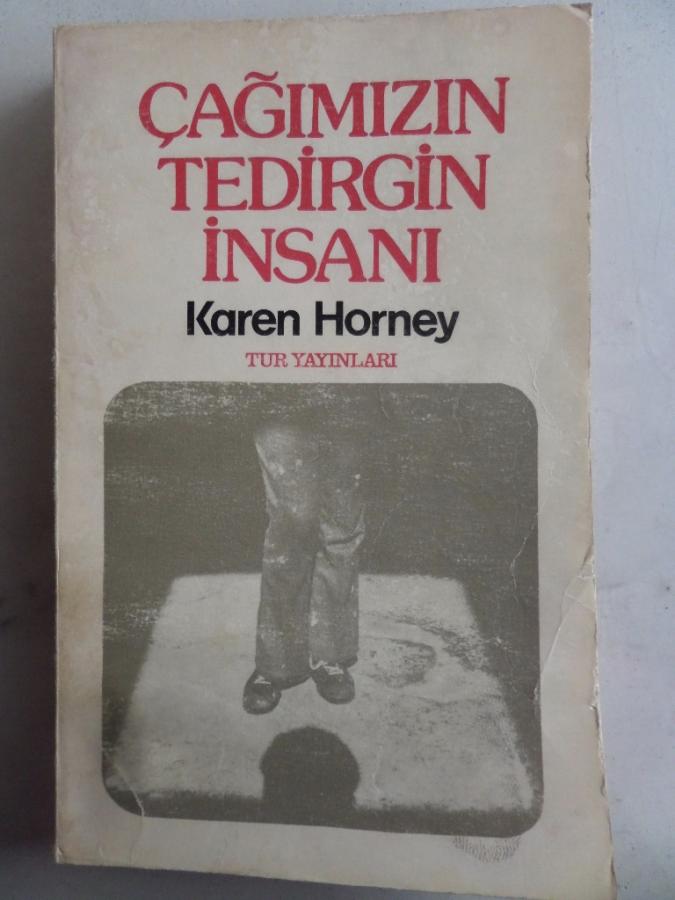 ÇAĞIMIZIN
TEDİRGİN
İNSANI
Karen Horney
TUR YAYINLARI